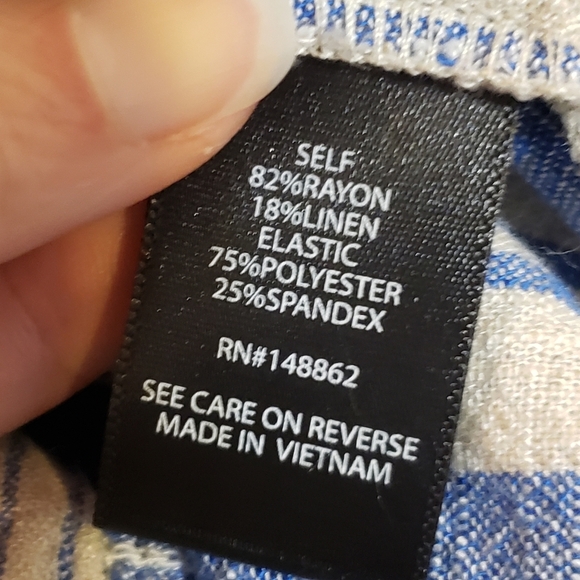 SELF
82%RAYON
18%LINEN
ELASTIC
75%POLYESTER
25%SPANDEX
RN#148862
SEE CARE ON REVERSE
MADE IN VIETNAM